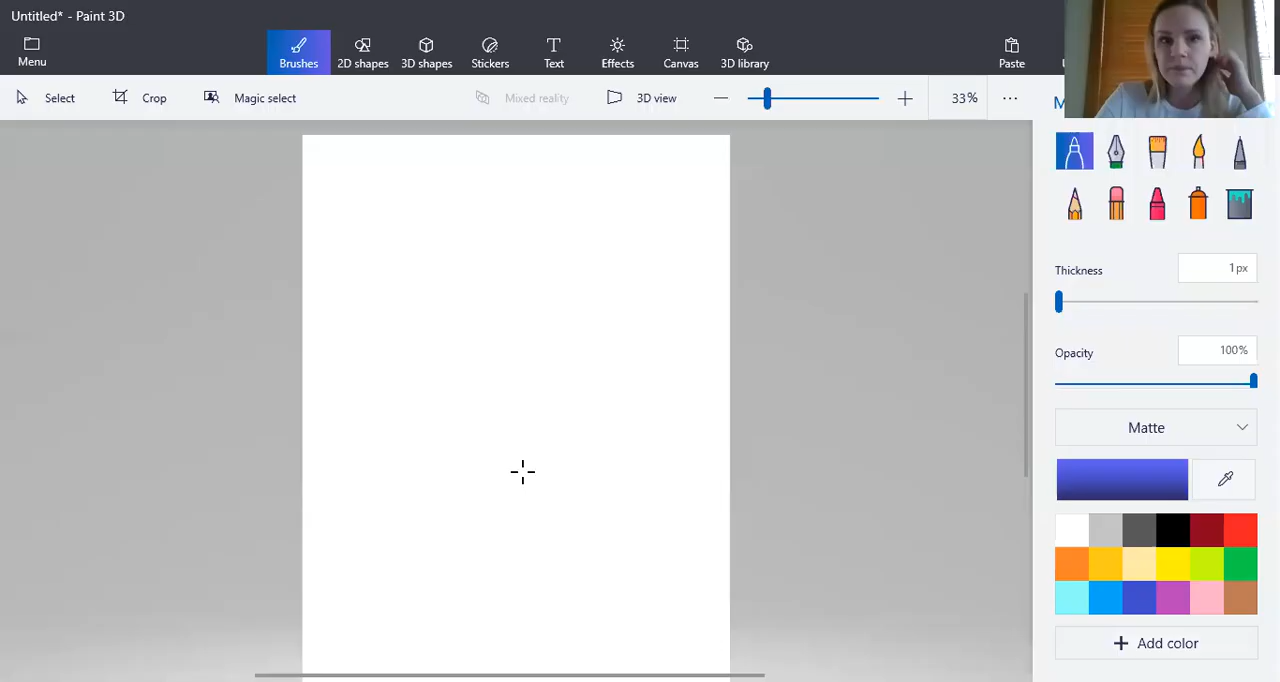 Untitled* - Paint 3D
Menu
Brushes
2D shapes
3D shapes
Stickers
Text
Effects
Canvas
3D library
Paste
Select
Crop
Magic select
Mixed reality
3D view
33%
Thickness
1px
Opacity
100%
Matte
Add color